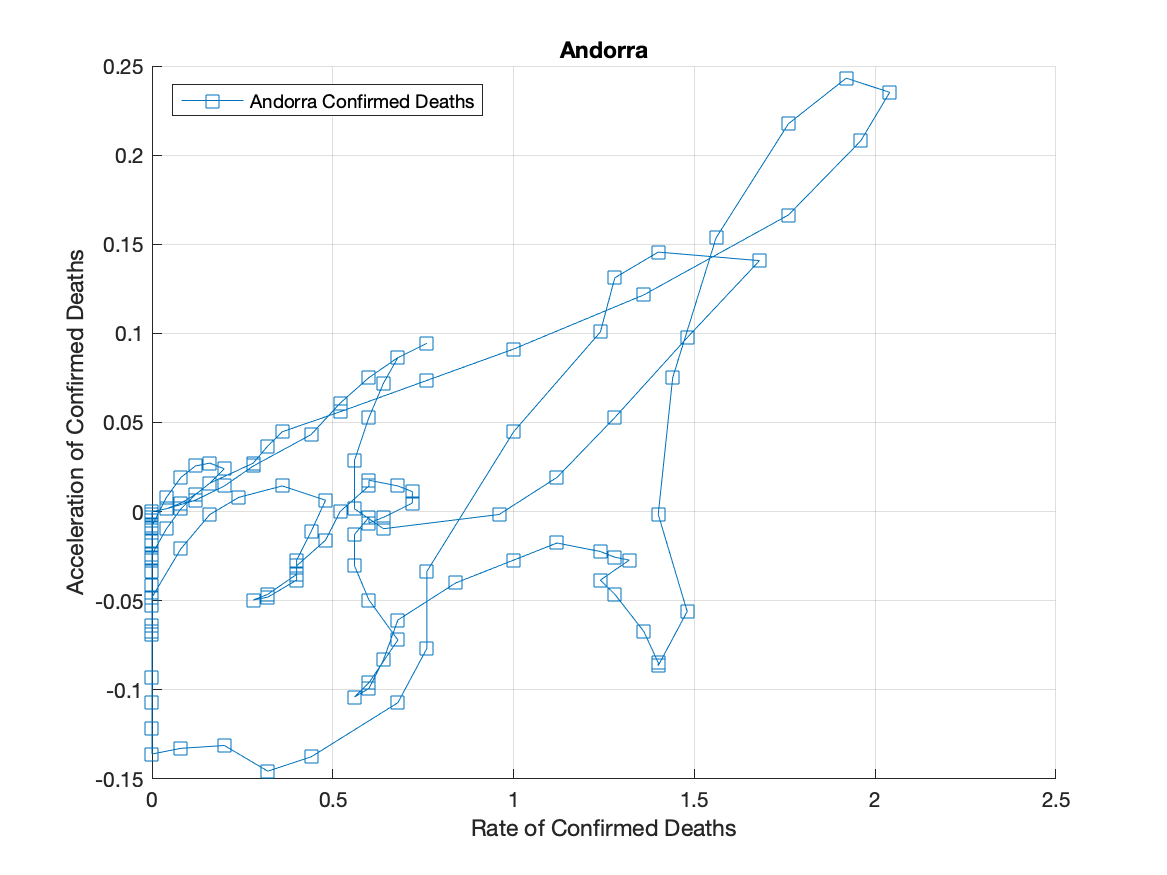 Andorra
Andorra Confirmed Deaths
Acceleration of Confirmed Deaths
0.25
0.2
0.15
0.1
0.05
0
-0.05
-0.1
-0.15
0 0.5 1 1.5 2 2.5
Rate of Confirmed Deaths